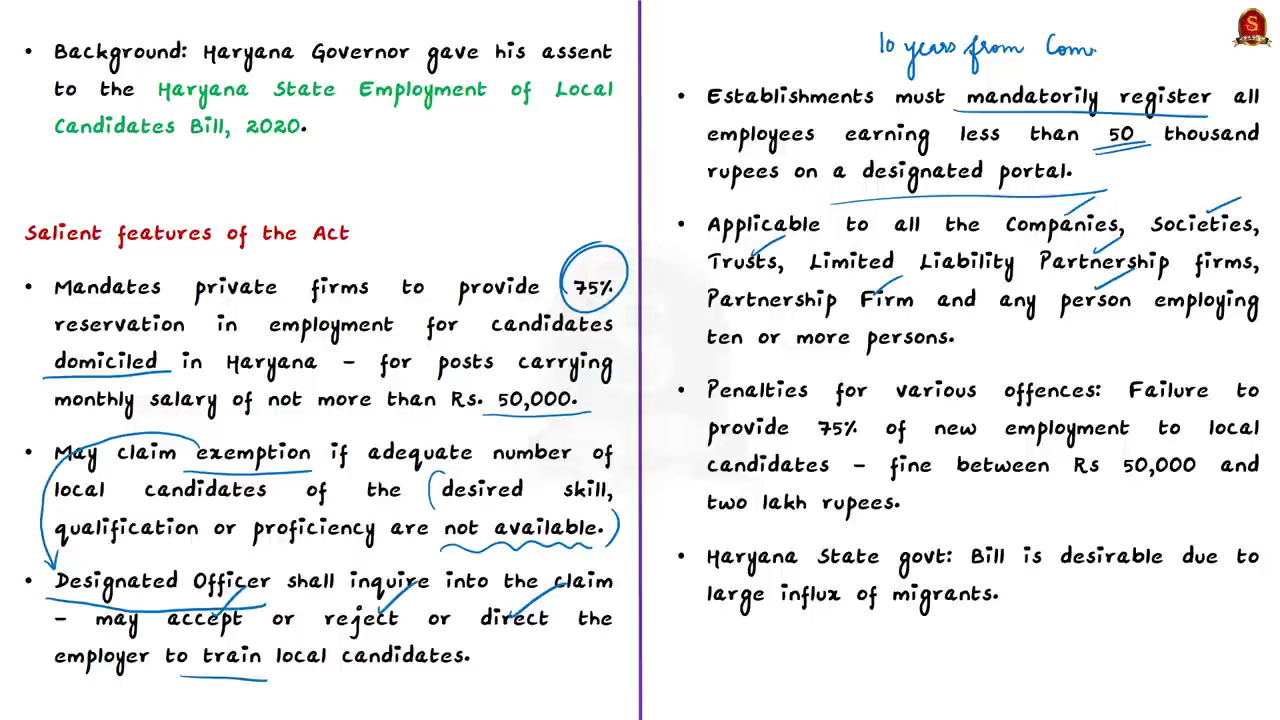 • Background: Haryana Governor gave his assent
to the Haryana State Employment of Local
Candidates Bill, 2020.
Salient features of the Act
• Mandates private firms to provide 75%
reservation in employment for candidates
domiciled in Haryana – for posts carrying
monthly salary of not more than Rs. 50,000.
• May claim exemption if adequate number of
local candidates of the desired skill,
qualification or proficiency are not available.
• Designated Officer shall inquire into the claim
– may accept or reject or direct the
employer to train local candidates.
10 years from Com
• Establishments must mandatorily register all
employees earning less than 50 thousand
rupees on a designated portal.
• Applicable to all the Companies, Societies,
Trusts, Limited Liability Partnership firms,
Partnership Firm and any person employing
ten or more persons.
• Penalties for various offences: Failure to
provide 75% of new employment to local
candidates – fine between Rs 50,000 and
two lakh rupees.
• Haryana State govt: Bill is desirable due to
large influx of migrants.